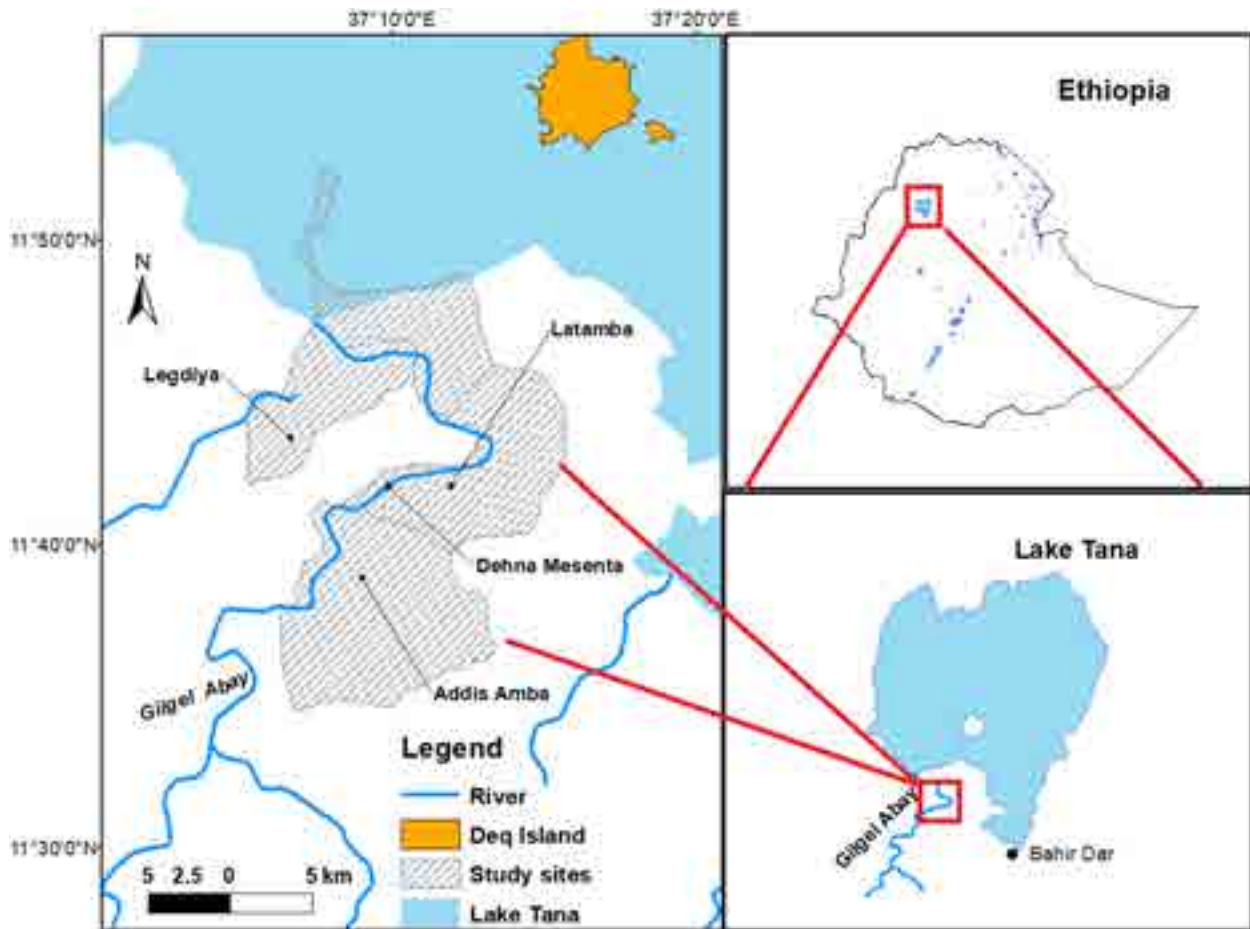 37°10'0"E
37°20'0"E
11°50'0"N
11°40'0"N
11°30'0"N
N
Legdiya
Latamba
Dehna Mesenta
Addis Amba
Gilgel Abay
Legend
River
Deq Island
Study sites
Lake Tana
5 2.5 0 5 km
Ethiopia
Lake Tana
Gilgel Abay
Bahir Dar